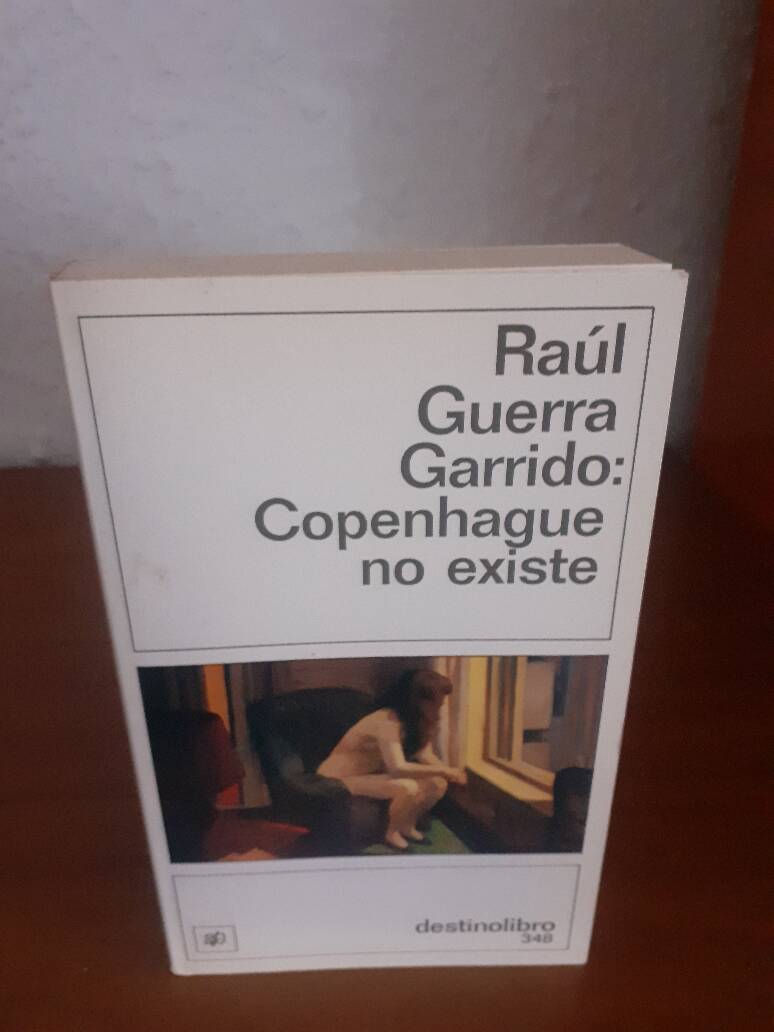 Raúl
Guerra
Garrido:
Copenhague
no existe
destinolibro
348